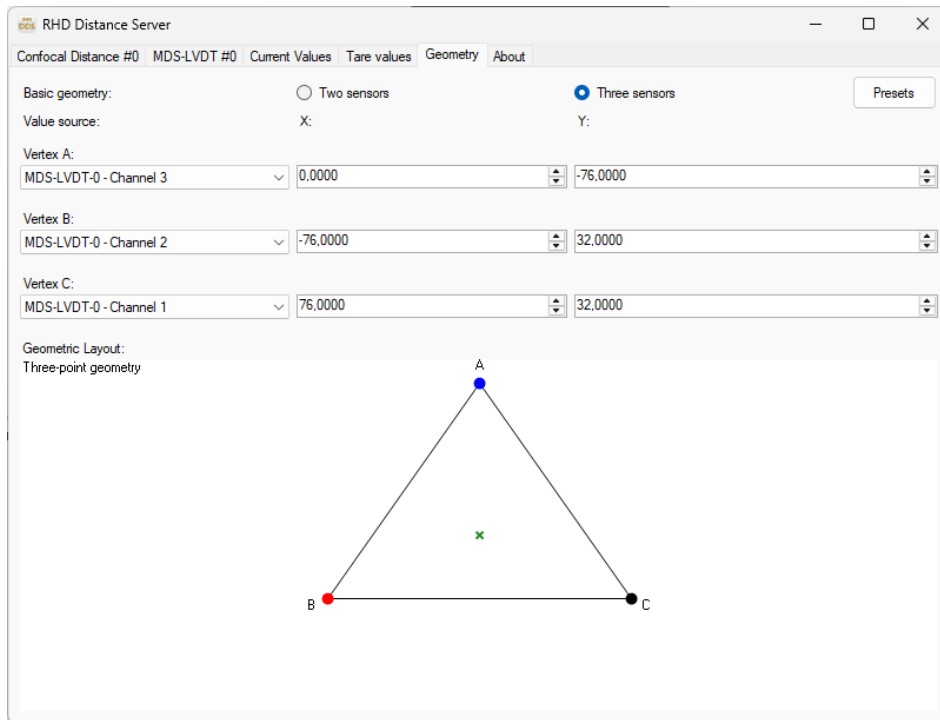 RHD DDS RHD Distance Server
Confocal Distance #0 MDS-LVDT #0 Current Values Tare values Geometry About
Basic geometry: Two sensors Three sensors Presets
Value source: X: Y:
Vertex A:
MDS-LVDT-0 - Channel 3 0,0000 -76,0000
Vertex B:
MDS-LVDT-0 - Channel 2 -76,0000 32,0000
Vertex C:
MDS-LVDT-0 - Channel 1 76,0000 32,0000
Geometric Layout:
Three-point geometry
A
B C